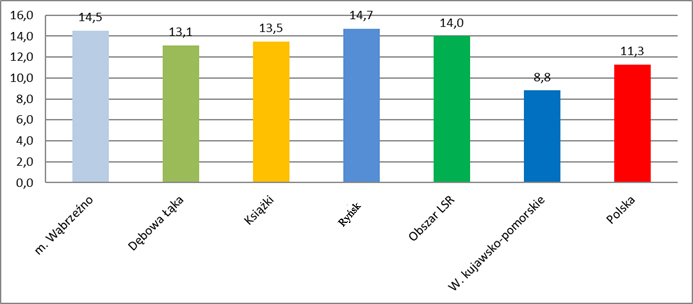 16,0
14,0
12,0
10,0
8,0
6,0
4,0
2,0
0,0
14,5
13,1
13,5
14,7
14,0
8,8
11,3
m. Wąbrzeźno
Dębowa Łąka
Książki
Ryńsk
Obszar LSR
W. kujawsko-pomorskie
Polska